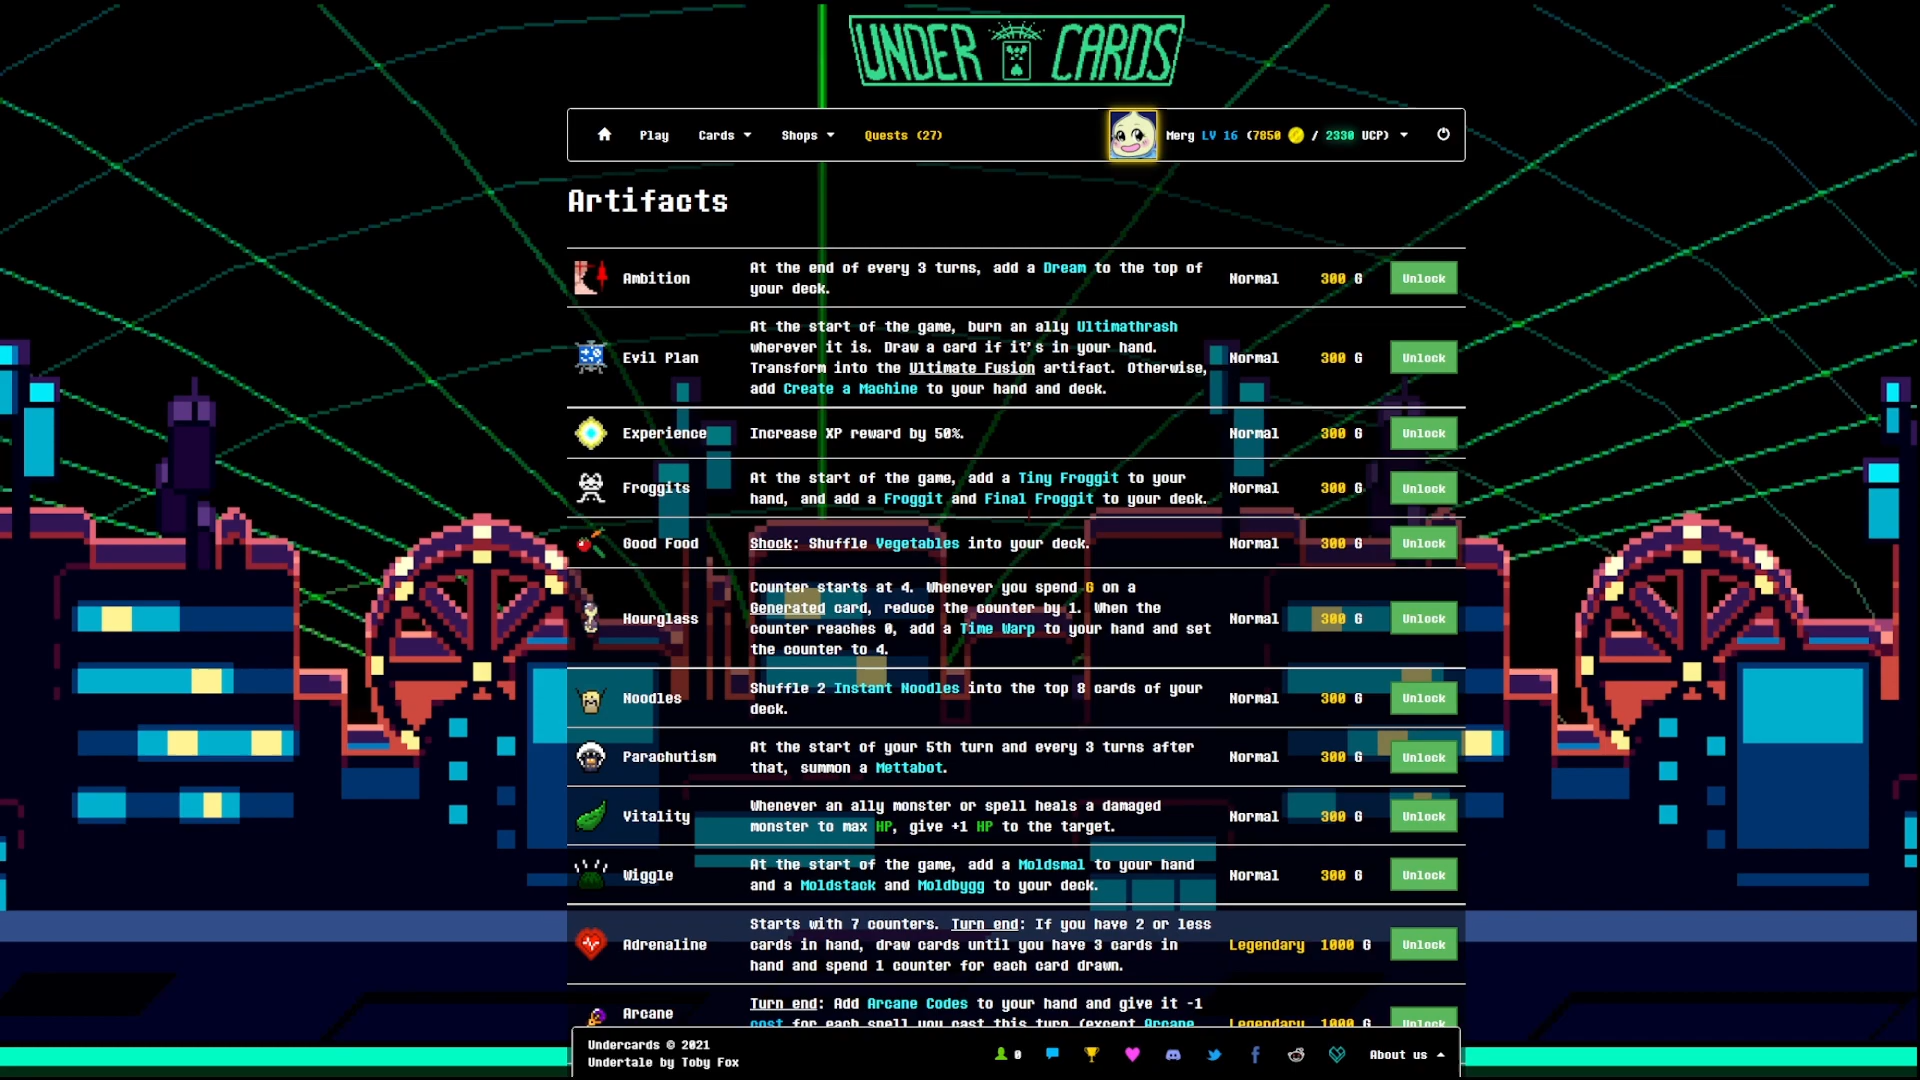 UNDER CARDS
Play Cards Shops Quests (27) Merg LV 16 (7850 / 2330 UCP)
Artifacts
Ambition
At the end of every 3 turns, add a Dream to the top of
your deck.
Normal 300 G Unlock
Evil Plan
At the start of the game, burn an ally Ultimathrash
wherever it is. Draw a card if it's in your hand.
Transform into the Ultimate Fusion artifact. Otherwise,
add Create a Machine to your hand and deck.
Normal 300 G Unlock
Experience
Increase XP reward by 50%.
Normal 300 G Unlock
Froggits
At the start of the game, add a Tiny Froggit to your
hand, and add a Froggit and Final Froggit to your deck.
Normal 300 G Unlock
Good Food
Shock: Shuffle Vegetables into your deck.
Normal 300 G Unlock
Hourglass
Counter starts at 4. Whenever you spend G on a
Generated card, reduce the counter by 1. When the
counter reaches 0, add a Time Warp to your hand and set
the counter to 4.
Normal 300 G Unlock
Noodles
Shuffle 2 Instant Noodles into the top 8 cards of your
deck.
Normal 300 G Unlock
Parachutism
At the start of your 5th turn and every 3 turns after
that, summon a Mettabot.
Normal 300 G Unlock
Vitality
Whenever an ally monster or spell heals a damaged
monster to max HP, give +1 HP to the target.
Normal 300 G Unlock
Wiggle
At the start of the game, add a Moldsmal to your hand
and a Moldstack and Moldbygg to your deck.
Normal 300 G Unlock
Adrenaline
Starts with 7 counters. Turn end: If you have 2 or less
cards in hand, draw cards until you have 3 cards in
hand and spend 1 counter for each card drawn.
Legendary 1000 G Unlock
Arcane
Turn end: Add Arcane Codes to your hand and give it -1
cost for each spell you cast this turn (except Arcane
Legendary 1000 G Unlock
Undercards © 2021
Undertale by Toby Fox
0 About us